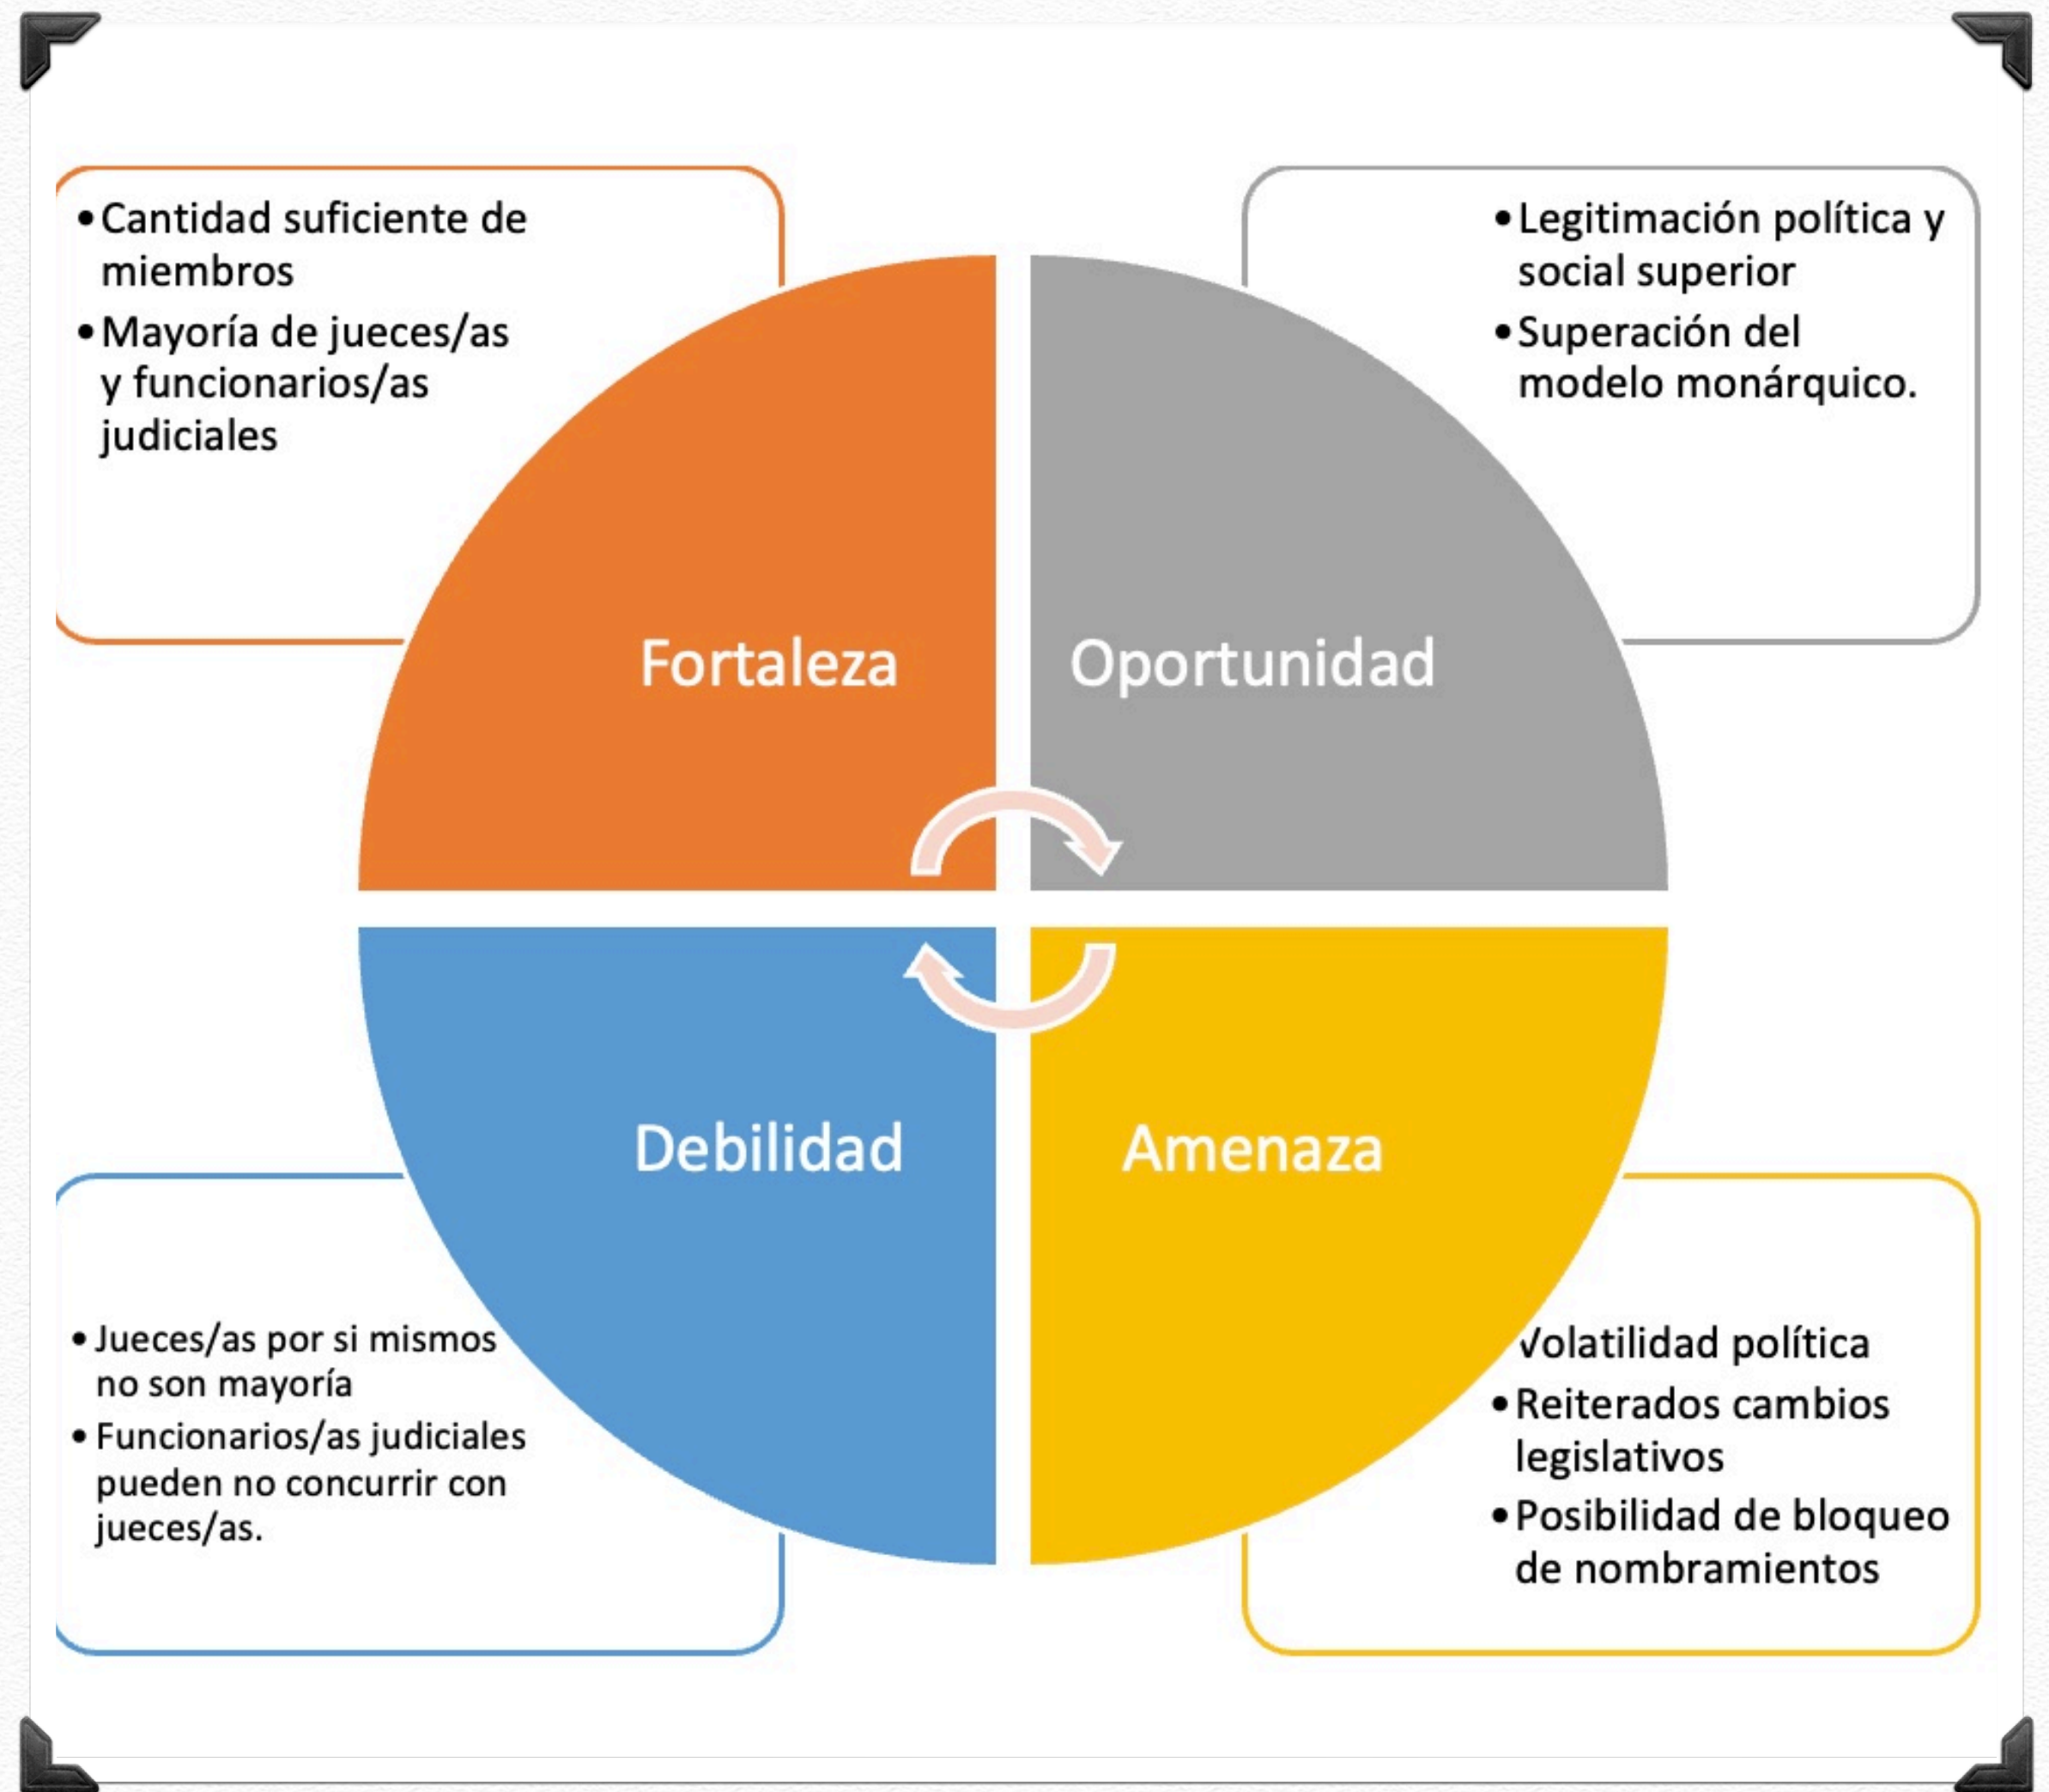 •Cantidad suficiente de
miembros
•Mayoría de jueces/as
y funcionarios/as
judiciales
•Legitimación política y
social superior
•Superación del
modelo monárquico.
Fortaleza
Oportunidad
Debilidad
Amenaza
•Jueces/as por si mismos
no son mayoría
•Funcionarios/as judiciales
pueden no concurrir con
jueces/as.
Volatilidad política
•Reiterados cambios
legislativos
•Posibilidad de bloqueo
de nombramientos